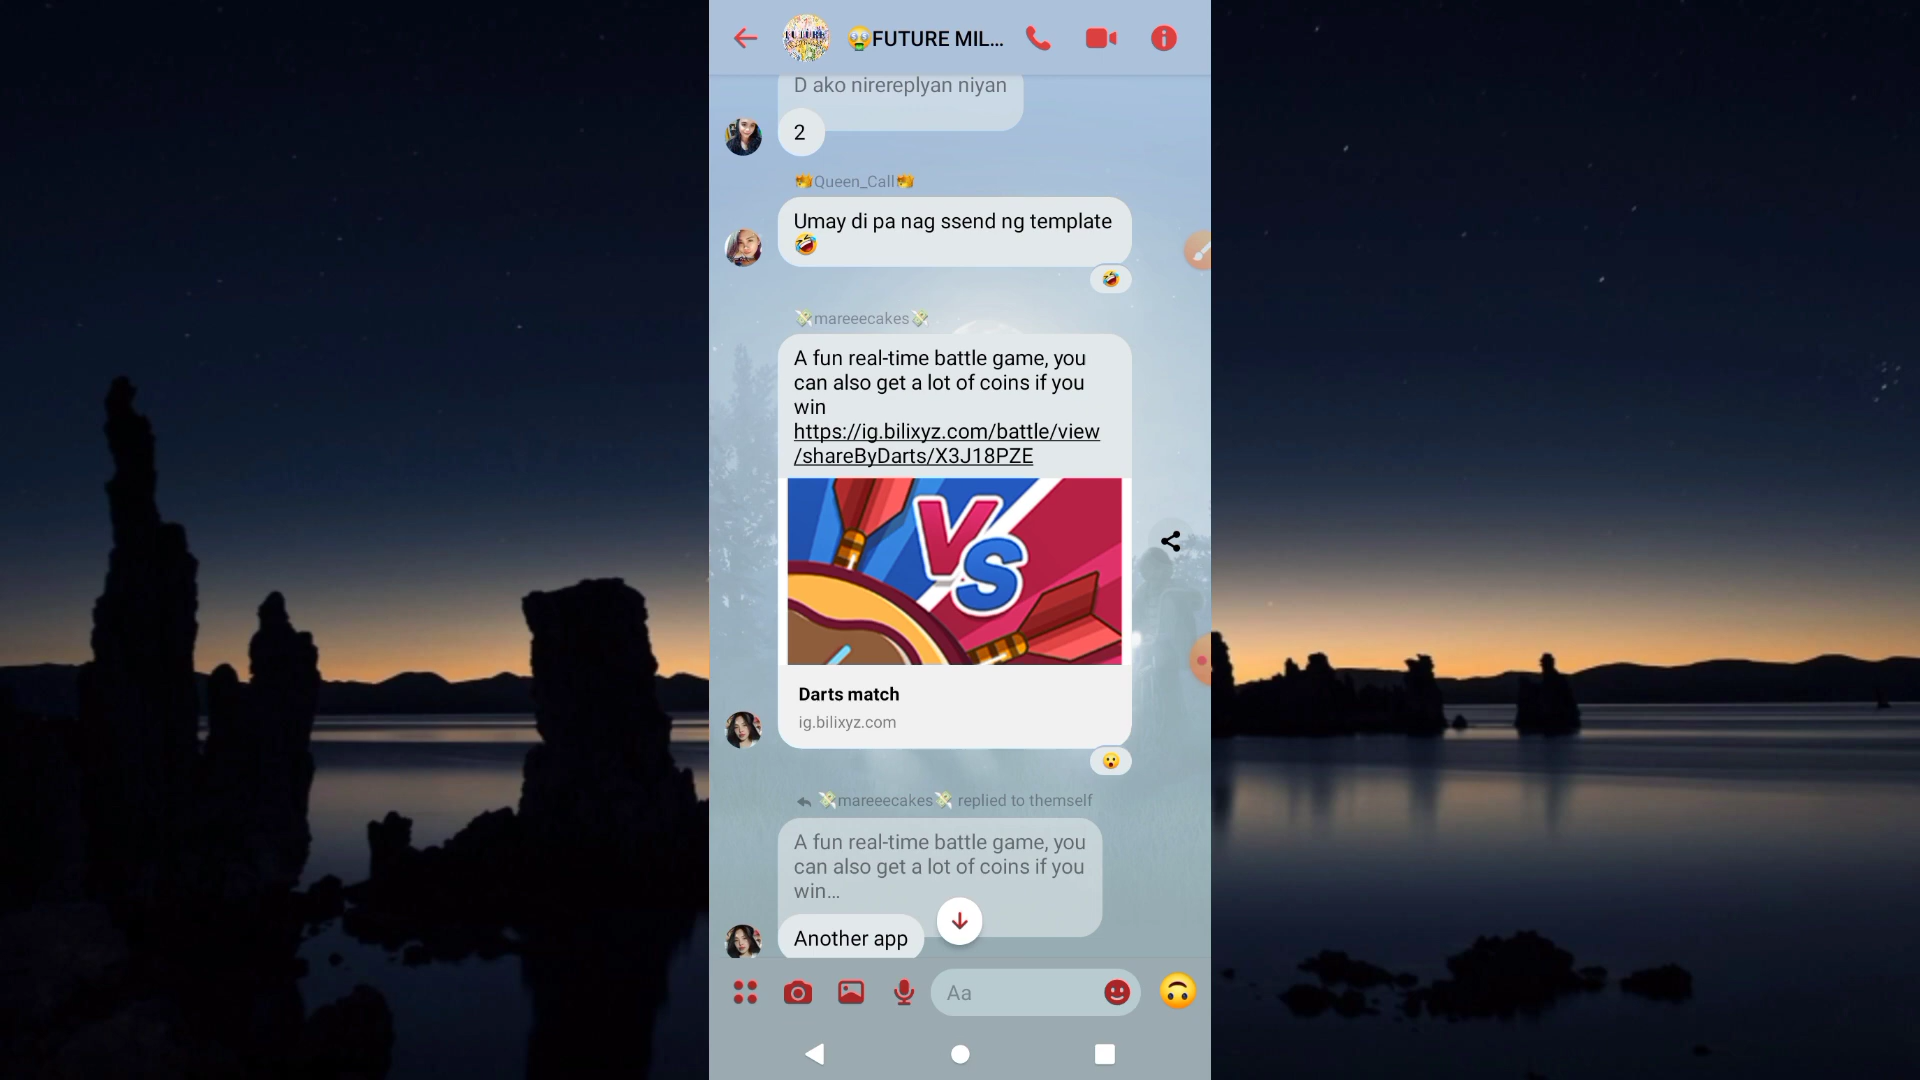 FUTURE MIL...
D ako nirereplyan niyan
2
Queen_Call
Umay di pa nag ssend ng template
mareeecakes
A fun real-time battle game, you
can also get a lot of coins if you
win
https://ig.bilixyz.com/battle/view
/shareByDarts/X3J18PZE
VS
Darts match
ig.bilixyz.com
mareeecakes replied to themself
A fun real-time battle game, you
can also get a lot of coins if you
win...
Another app
Aa